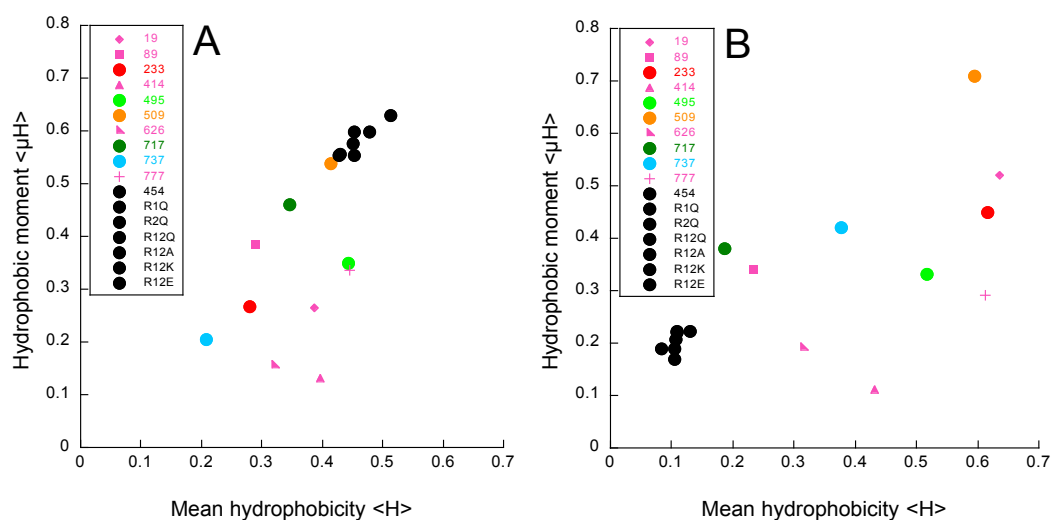 A
19
89
233
414
495
509
626
717
737
777
454
R1Q
R2Q
R12Q
R12A
R12K
R12E
Hydrophobic moment <µH>
0.8
0.7
0.6
0.5
0.4
0.3
0.2
0.1
0
0 0.1 0.2 0.3 0.4 0.5 0.6 0.7
Mean hydrophobicity <H>
B
19
89
233
414
495
509
626
717
737
777
454
R1Q
R2Q
R12Q
R12A
R12K
R12E
Hydrophobic moment <µH>
0.8
0.7
0.6
0.5
0.4
0.3
0.2
0.1
0
0 0.1 0.2 0.3 0.4 0.5 0.6 0.7
Mean hydrophobicity <H>